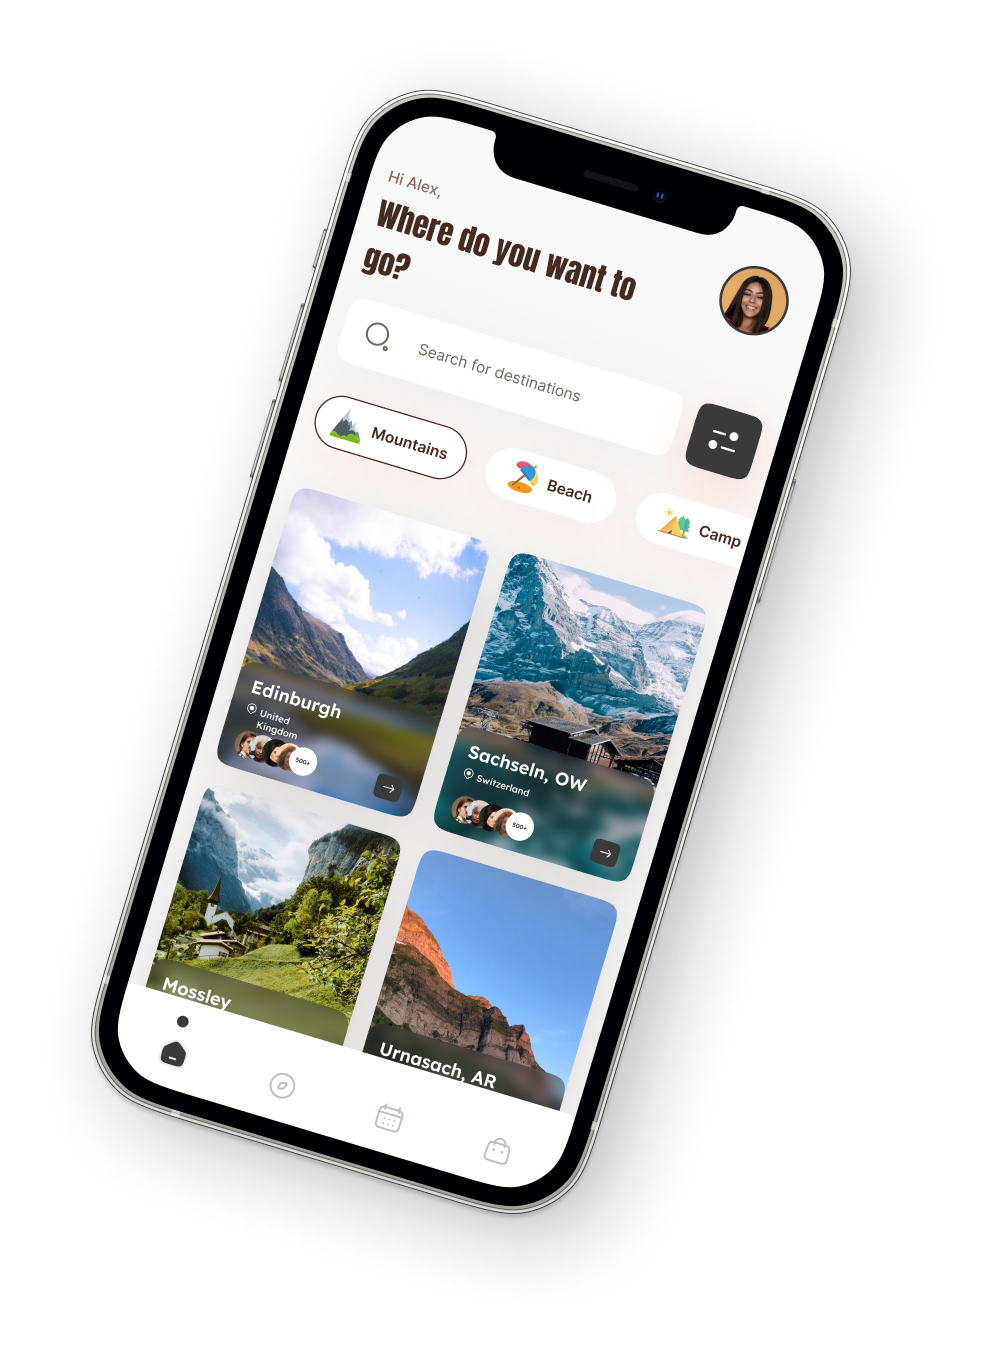 Hi Alex,
Where do you want to
go?
Search for destinations
Mountains
Beach
Camp
Edinburgh
United
Kingdom
500+
Sachseln, OW
Switzerland
500+
Mossley
Urnasach, AR